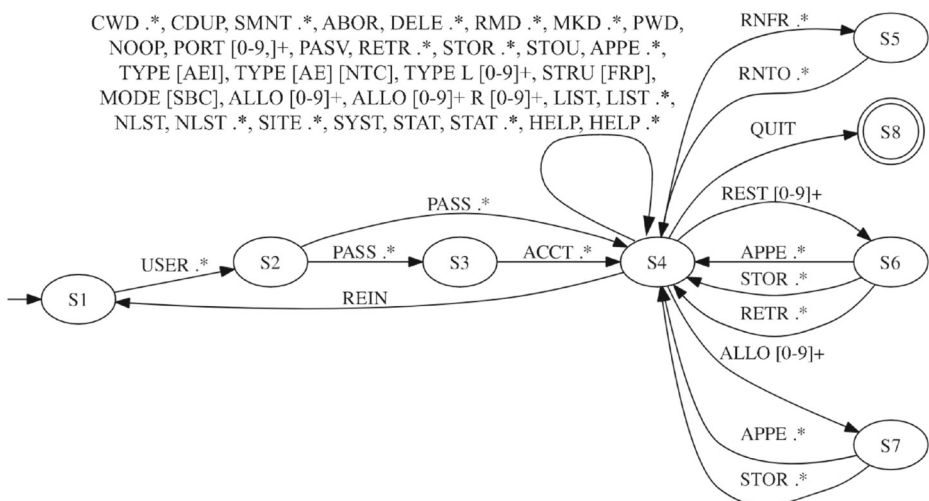 CWD .*, CDUP, SMNT .*, ABOR, DELE .*, RMD .*, MKD .*, PWD,
NOOP, PORT [0-9,]+, PASV, RETR .*, STOR .*, STOU, APPE .*,
TYPE [AEI], TYPE [AE] [NTC], TYPE L [0-9]+, STRU [FRP],
MODE [SBC], ALLO [0-9]+, ALLO [0-9]+ R [0-9]+, LIST, LIST .*,
NLST, NLST .*, SITE .*, SYST, STAT, STAT .*, HELP, HELP .*
RNFR .*
S5
RNTO .*
QUIT
S8
REST [0-9]+
PASS .*
USER .*
S2
PASS .*
S3
ACCT .*
S4
APPE .*
S6
STOR .*
S1
REIN
RETR .*
ALLO [0-9]+
APPE .*
S7
STOR .*